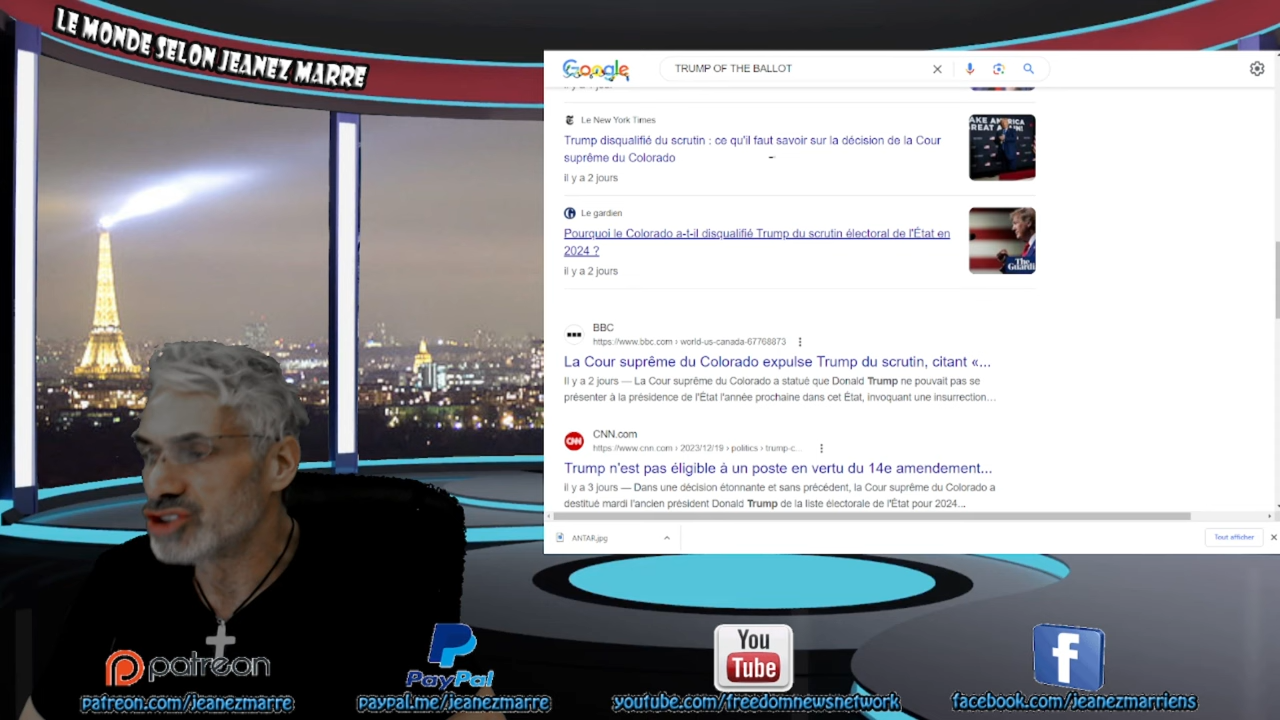 LE MONDE SELON JEANEZ MARRE
Google
TRUMP OF THE BALLOT
Le New York Times
Trump disqualifié du scrutin : ce qu'il faut savoir sur la décision de la Cour
suprême du Colorado
il y a 2 jours
AKE AMERICA
REAT AGAIN!
Le gardien
Pourquoi le Colorado a-t-il disqualifié Trump du scrutin électoral de l'État en
2024 ?
il y a 2 jours
The
Guardi
BBC
https://www.bbc.com › world-us-canada-67768873
La Cour suprême du Colorado expulse Trump du scrutin, citant «...
Il y a 2 jours — La Cour suprême du Colorado a statué que Donald Trump ne pouvait pas se
présenter à la présidence de l'État l'année prochaine dans cet État, invoquant une insurrection...
CNN
CNN.com
https://www.cnn.com › 2023/12/19 › politics › trump-c...
Trump n'est pas éligible à un poste en vertu du 14e amendement...
il y a 3 jours — Dans une décision étonnante et sans précédent, la Cour suprême du Colorado a
destitué mardi l'ancien président Donald Trump de la liste électorale de l'État pour 2024...
ANTAR.jpg
Tout afficher
patreon
patreon.com/jeanezmarre
PayPal
paypal.me/jeanezmarre
You
Tube
youtube.com/freedomnewsnetwork
f
facebook.com/jeanezmarriens